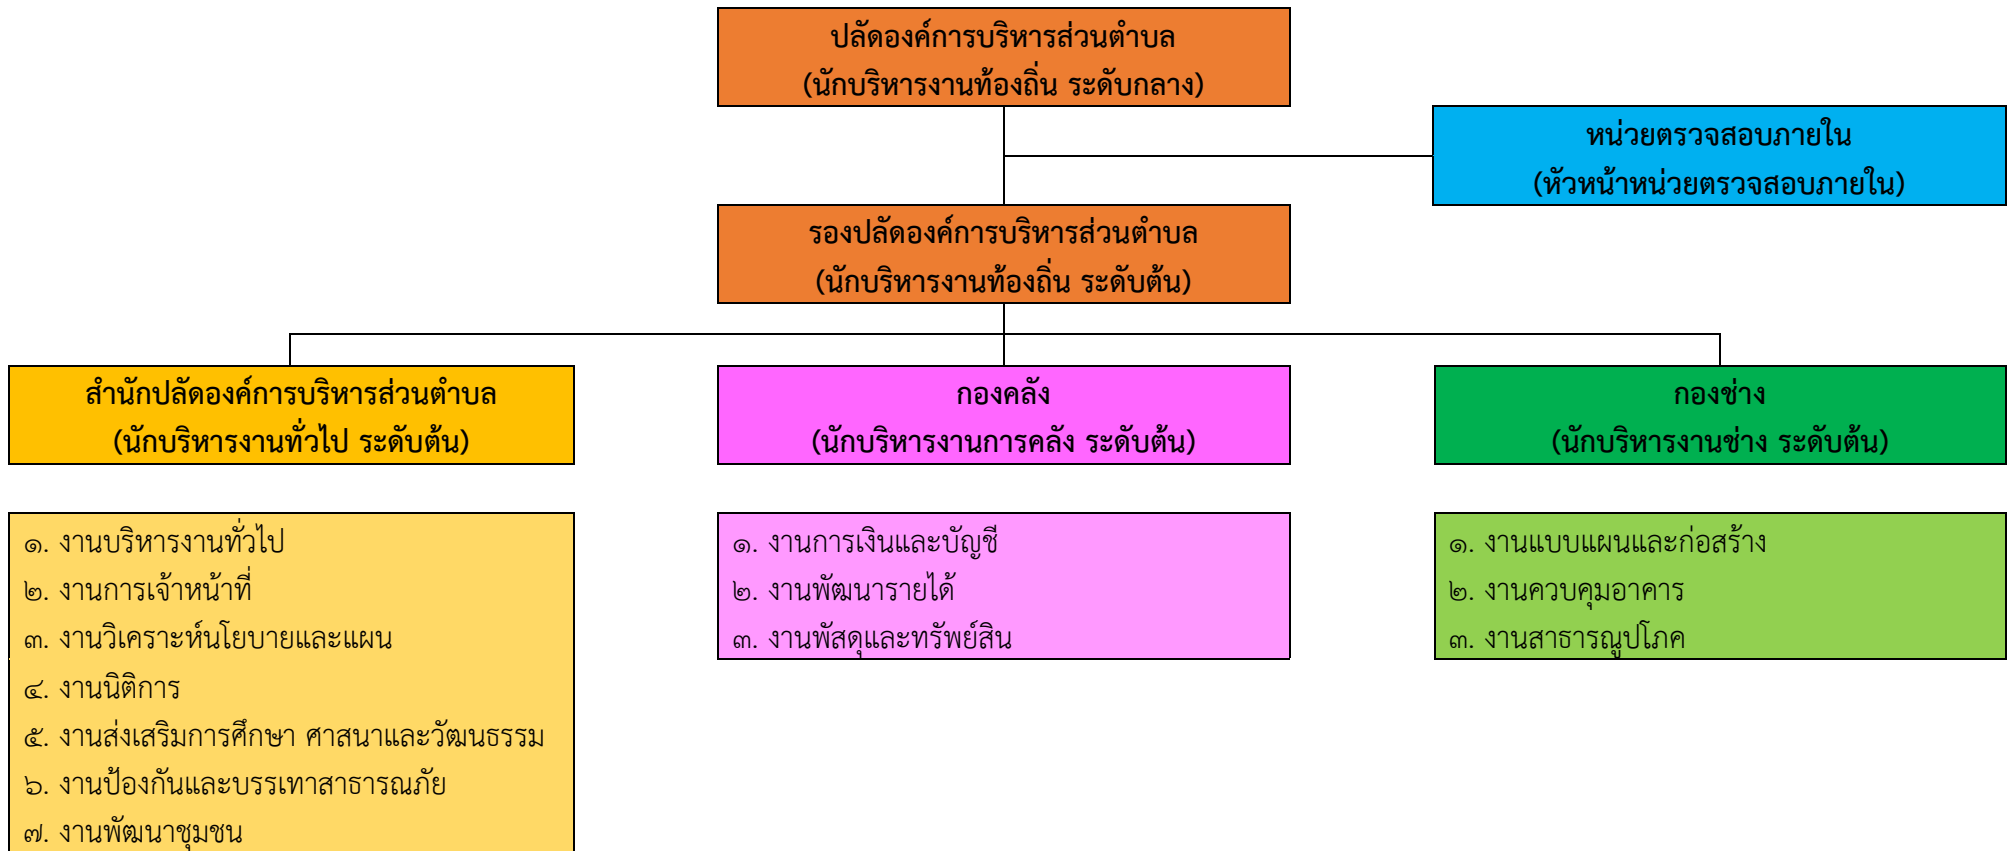 ปลัดองค์การบริหารส่วนตำบล
(นักบริหารงานท้องถิ่น ระดับกลาง)
หน่วยตรวจสอบภายใน
(หัวหน้าหน่วยตรวจสอบภายใน)
รองปลัดองค์การบริหารส่วนตำบล
(นักบริหารงานท้องถิ่น ระดับต้น)
สำนักปลัดองค์การบริหารส่วนตำบล
(นักบริหารงานทั่วไป ระดับต้น)
กองคลัง
(นักบริหารงานการคลัง ระดับต้น)
กองช่าง
(นักบริหารงานช่าง ระดับต้น)
๑. งานบริหารงานทั่วไป
๒. งานการเจ้าหน้าที่
๓. งานวิเคราะห์นโยบายและแผน
๔. งานนิติการ
๕. งานส่งเสริมการศึกษา ศาสนาและวัฒนธรรม
๖. งานป้องกันและบรรเทาสาธารณภัย
๗. งานพัฒนาชุมชน
๑. งานการเงินและบัญชี
๒. งานพัฒนารายได้
๓. งานพัสดุและทรัพย์สิน
๑. งานแบบแผนและก่อสร้าง
๒. งานควบคุมอาคาร
๓. งานสาธารณูปโภค